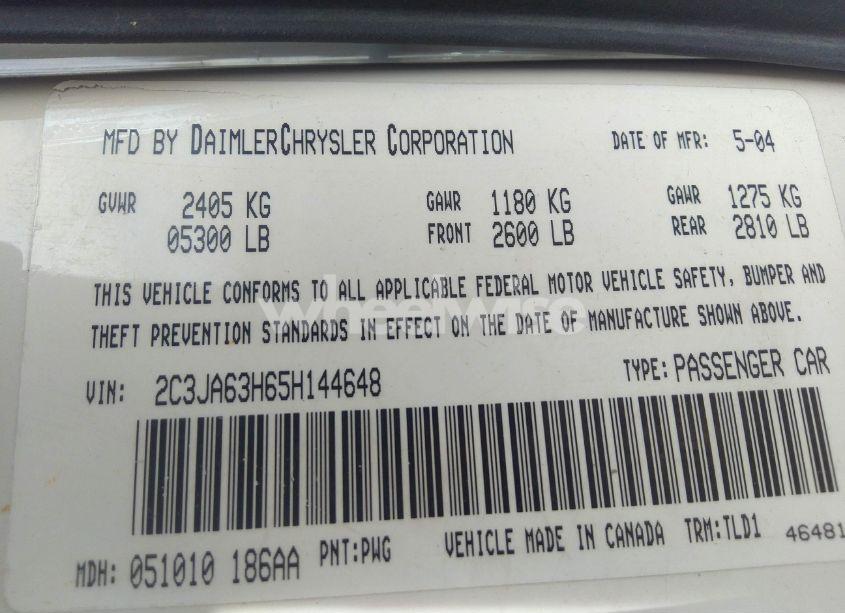 MFD BY DAIMLERCHRYSLER CORPORATION DATE OF MFR: 5-04
GVWR 2405 KG GAWR 1180 KG GAWR 1275 KG
05300 LB FRONT 2600 LB REAR 2810 LB
THIS VEHICLE CONFORMS TO ALL APPLICABLE FEDERAL MOTOR VEHICLE SAFETY, BUMPER AND
THEFT PREVENTION STANDARDS IN EFFECT ON THE DATE OF MANUFACTURE SHOWN ABOVE.
wheelwise
VIN: 2C3JA63H65H144648 TYPE: PASSENGER CAR
MDH: 051010 186AA PNT:PWG VEHICLE MADE IN CANADA TRM:TLD1 46481